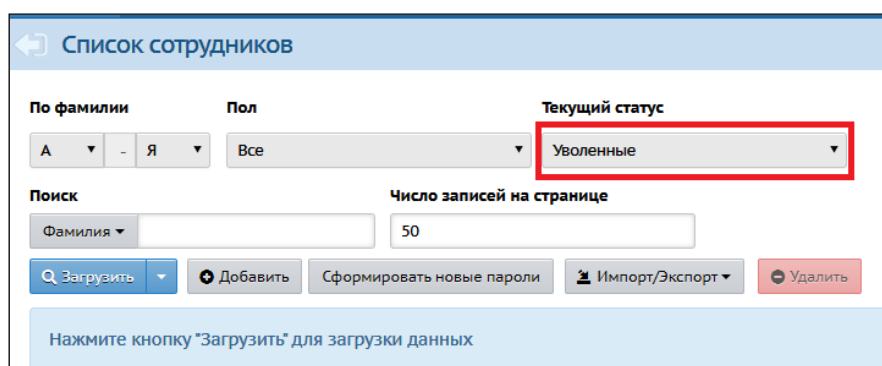 Список сотрудников
По фамилии Пол Текущий статус
А - Я Все Уволенные
Поиск Число записей на странице
Фамилия 50
Загрузить Добавить Сформировать новые пароли Импорт/Экспорт Удалить
Нажмите кнопку "Загрузить" для загрузки данных